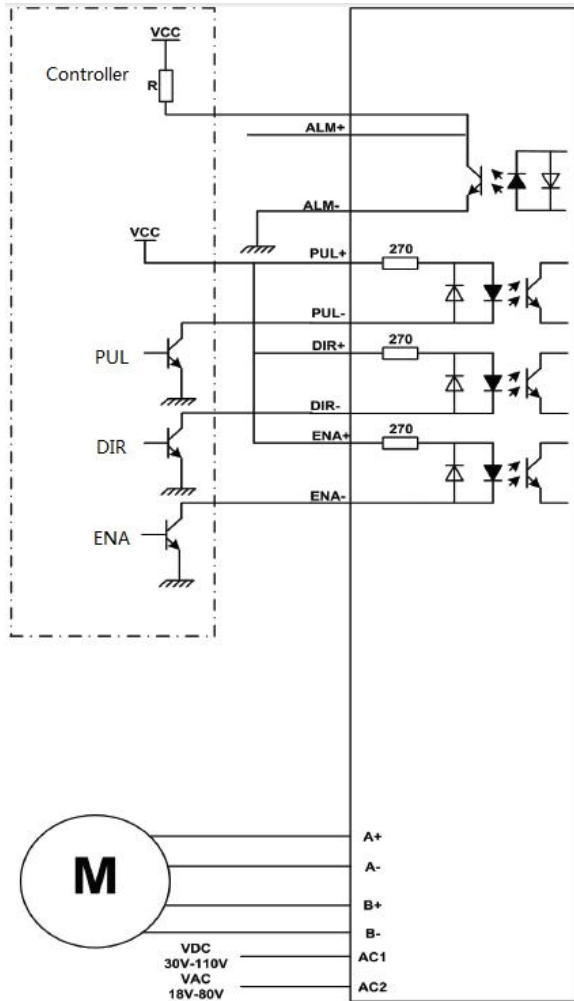 VCC
Controller
R
ALM+
ALM-
VCC
PUL+
270
PUL-
PUL
DIR+
270
DIR-
DIR
ENA+
270
ENA-
ENA
M
A+
A-
B+
B-
VDC
30V-110V
AC1
VAC
18V-80V
AC2